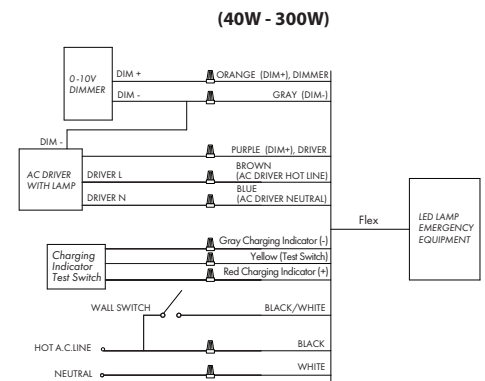 (40W - 300W)
0-10V
DIMMER
DIM +
ORANGE (DIM+), DIMMER
DIM -
GRAY (DIM-)
DIM -
PURPLE (DIM+), DRIVER
AC DRIVER
WITH LAMP
DRIVER L
BROWN
(AC DRIVER HOT LINE)
DRIVER N
BLUE
(AC DRIVER NEUTRAL)
Flex
LED LAMP
EMERGENCY
EQUIPMENT
Charging
Indicator
Test Switch
Gray Charging Indicator (-)
Yellow (Test Switch)
Red Charging Indicator (+)
WALL SWITCH
BLACK/WHITE
HOT A.C.LINE
BLACK
NEUTRAL
WHITE